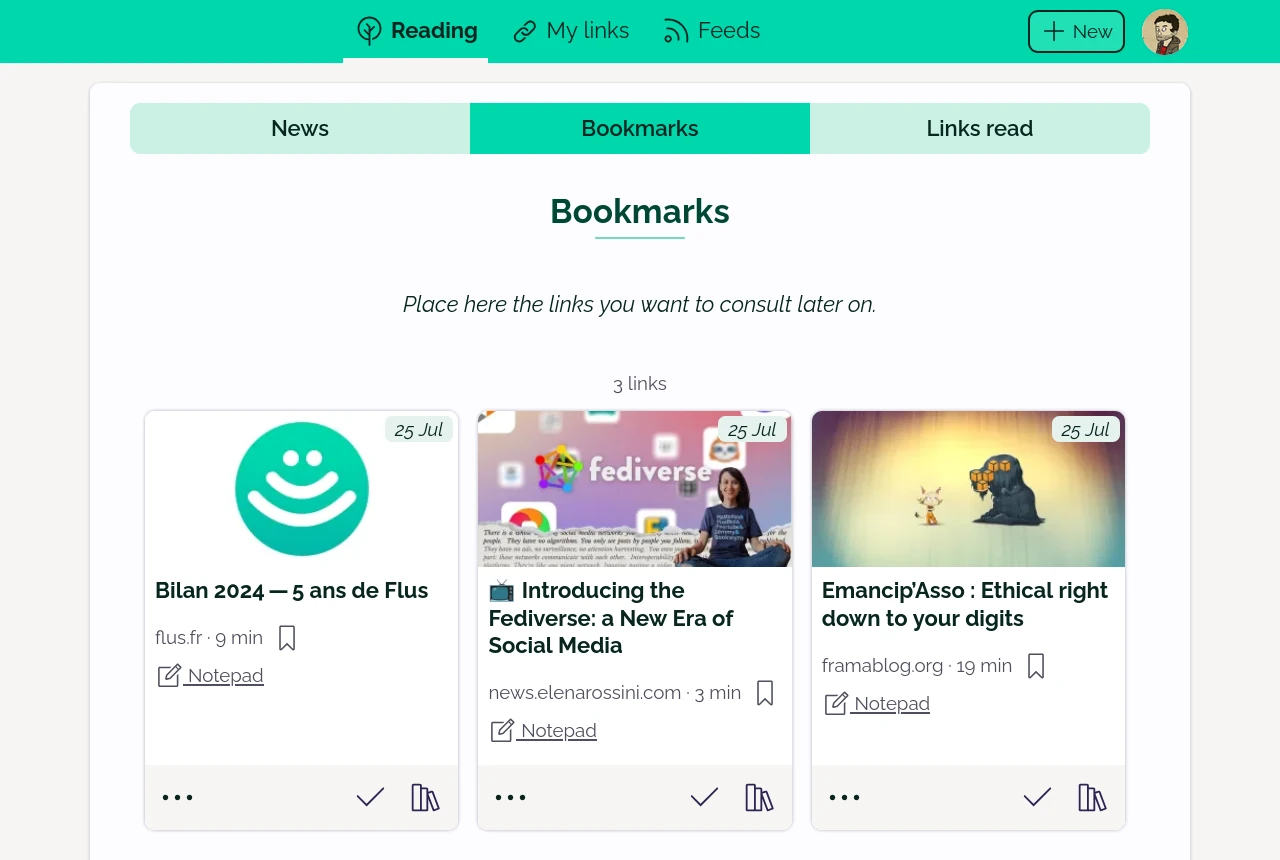 Reading
My links
Feeds
New
News
Bookmarks
Links read
Bookmarks
Place here the links you want to consult later on.
3 links
25 Jul
Bilan 2024 — 5 ans de Flus
flus.fr · 9 min
Notepad
25 Jul
fediverse
📺 Introducing the
Fediverse: a New Era of
Social Media
news.elenarossini.com · 3 min
Notepad
25 Jul
Emancip’Asso : Ethical right
down to your digits
framablog.org · 19 min
Notepad